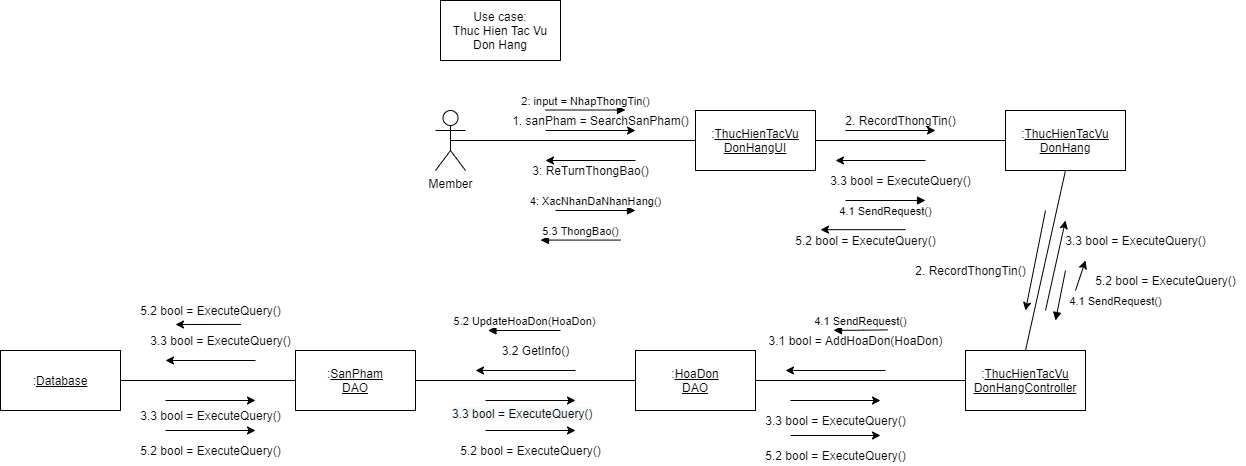 Use case:
Thuc Hien Tac Vu
Don Hang
2: input = NhapThongTin()
1. sanPham = SearchSanPham()
3: ReTurnThongBao()
4: XacNhanDaNhanHang()
5.3 ThongBao()
Member
:ThucHienTacVu
DonHangUI
2. RecordThongTin()
3.3 bool = ExecuteQuery()
4.1 SendRequest()
5.2 bool = ExecuteQuery()
:ThucHienTacVu
DonHang
2. RecordThongTin()
3.3 bool = ExecuteQuery()
5.2 bool = ExecuteQuery()
4.1 SendRequest()
5.2 bool = ExecuteQuery()
3.3 bool = ExecuteQuery()
5.2 UpdateHoaDon(HoaDon)
3.2 GetInfo()
4.1 SendRequest()
3.1 bool = AddHoaDon(HoaDon)
:Database
:SanPham
DAO
:HoaDon
DAO
:ThucHienTacVu
DonHangController
3.3 bool = ExecuteQuery()
5.2 bool = ExecuteQuery()
3.3 bool = ExecuteQuery()
5.2 bool = ExecuteQuery()
3.3 bool = ExecuteQuery()
5.2 bool = ExecuteQuery()